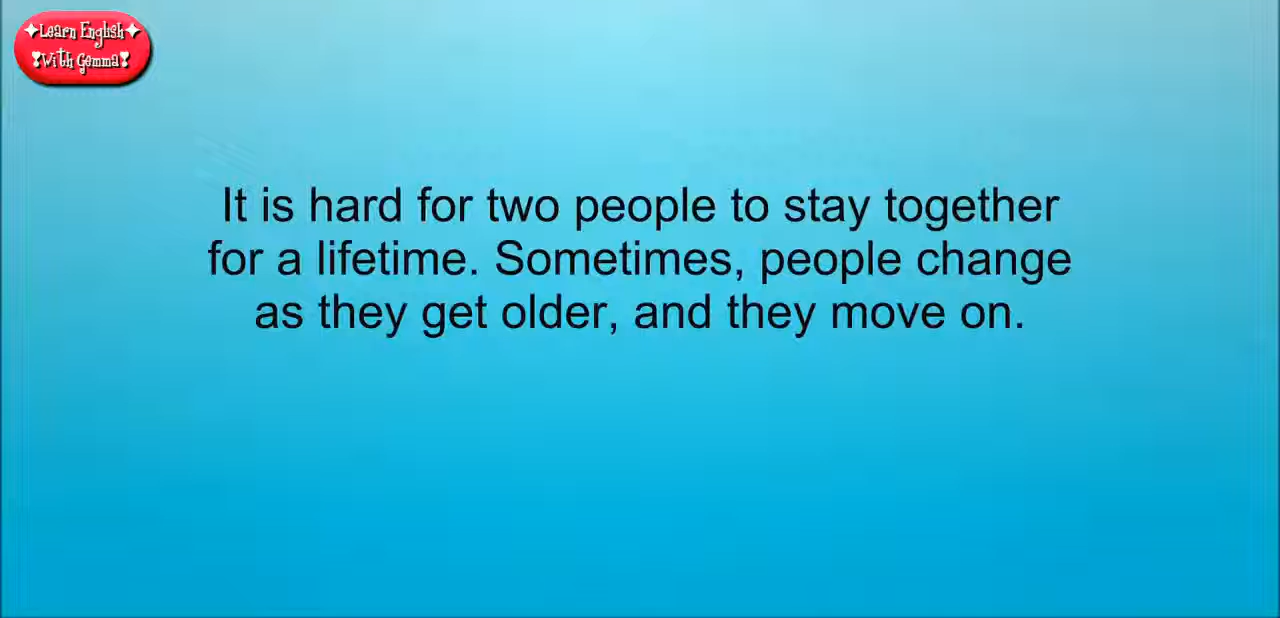 Learn English
With Gemma
It is hard for two people to stay together
for a lifetime. Sometimes, people change
as they get older, and they move on.